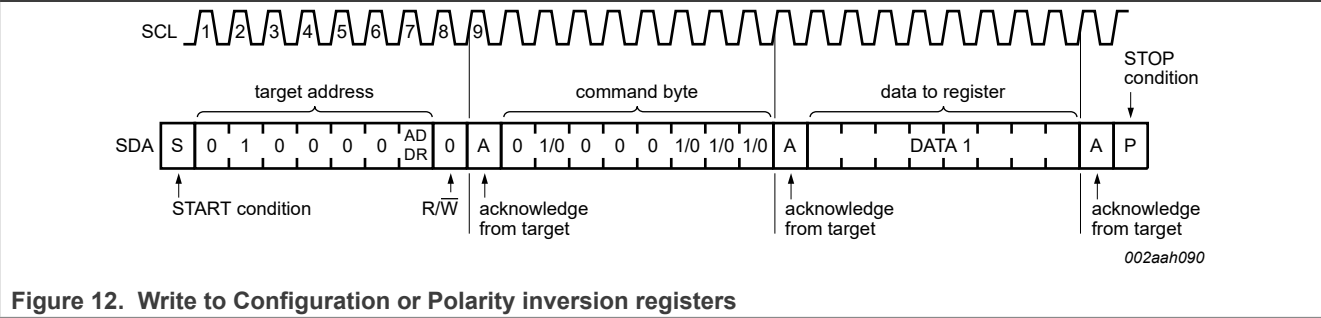 SCL 1 2 3 4 5 6 7 8 9
STOP
condition
target address command byte data to register
SDA S 0 1 0 0 0 0 AD DR 0 A 0 1/0 0 0 0 1/0 1/0 1/0 A DATA 1 A P
START condition R/W̅ acknowledge from target acknowledge from target acknowledge from target
002aah090
Figure 12. Write to Configuration or Polarity inversion registers